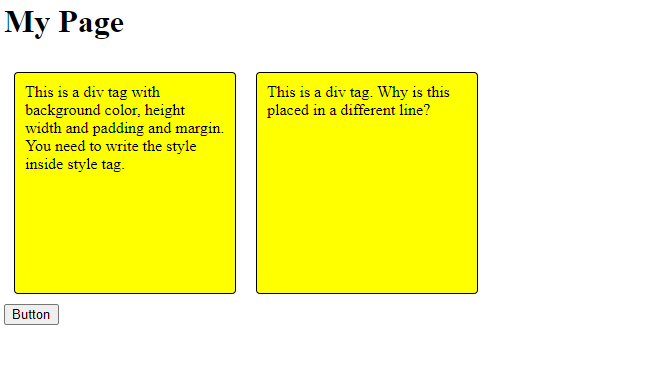 My Page
This is a div tag with
background color, height
width and padding and margin.
You need to write the style
inside style tag.
This is a div tag. Why is this
placed in a different line?
Button